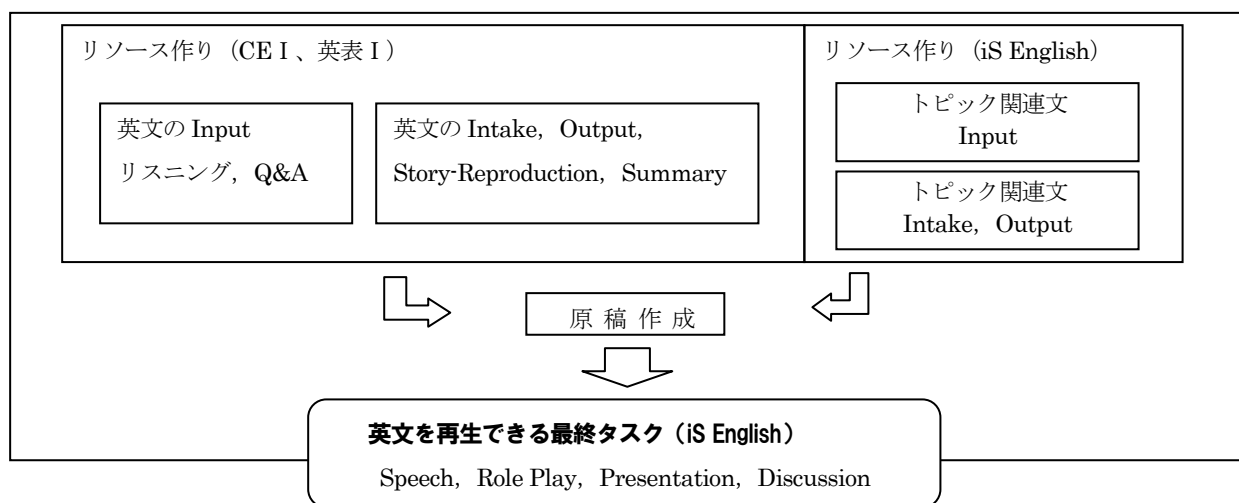 リソース作り（CEⅠ、英表Ⅰ）
英文の Input
リスニング，Q&A
英文の Intake，Output，
Story-Reproduction，Summary
リソース作り（iS English）
トピック関連文
Input
トピック関連文
Intake，Output
原 稿 作 成
英文を再生できる最終タスク（iS English）
Speech，Role Play，Presentation，Discussion